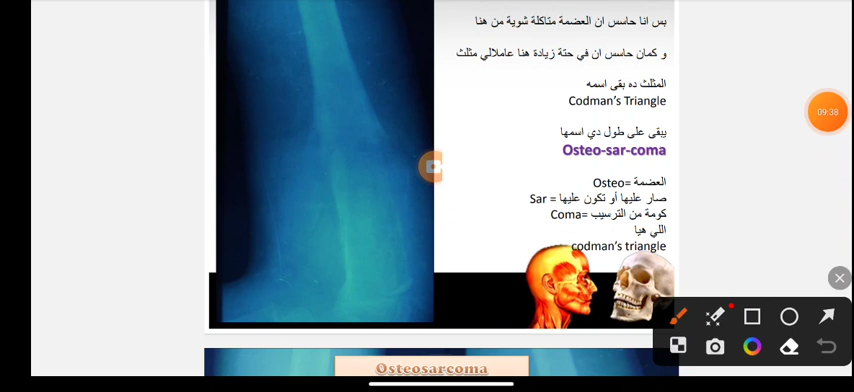 بس انا حاسس ان العضمة متاكلة شوية من هنا
و كمان حاسس ان في حتة زيادة هنا عاملالي مثلث
المثلث ده بقى اسمه
Codman's Triangle
يبقى على طول دي اسمها
Osteo-sar-coma
Osteo= العضمة
Sar = صار عليها أو تكون عليها
Coma= كومة من الترسيب
اللي هيا
codman's triangle
09:38
Osteosarcoma